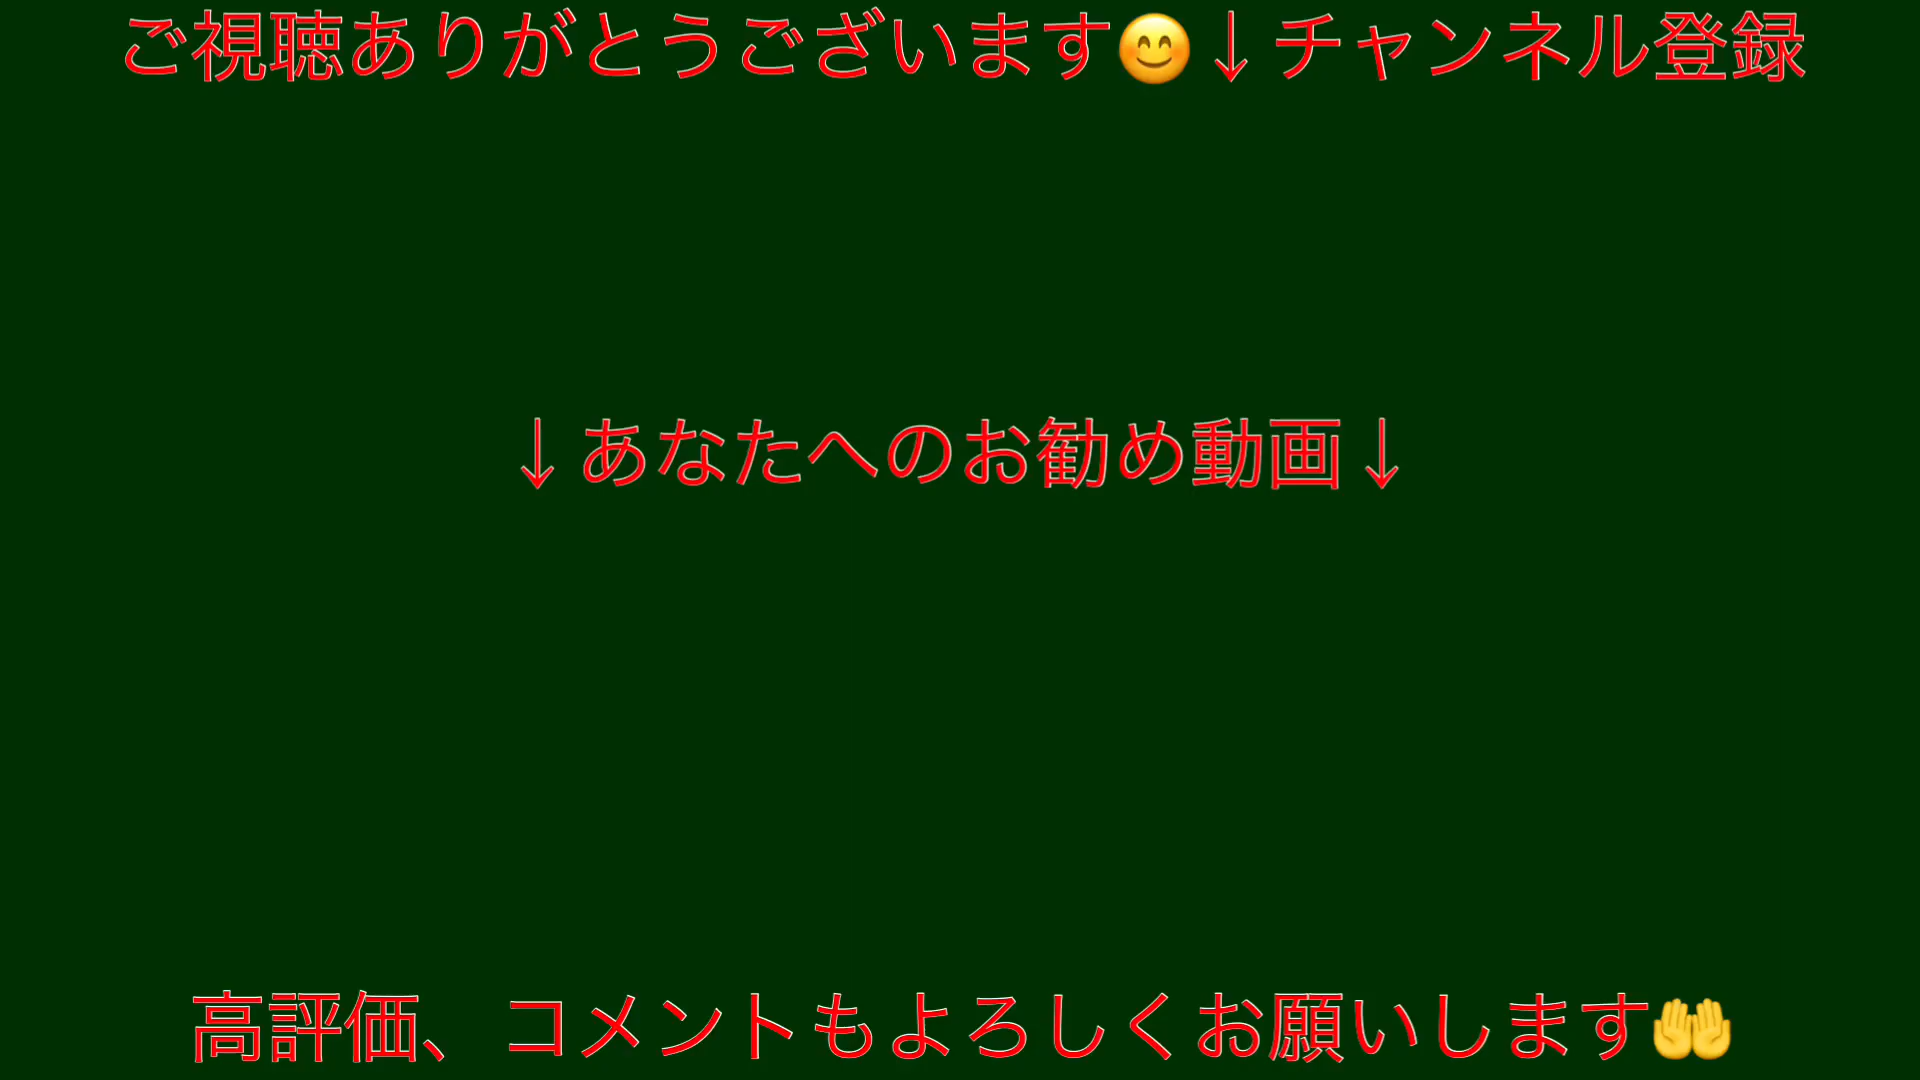 ご視聴ありがとうございます😊↓チャンネル登録
↓あなたへのお勧め動画↓
高評価、コメントもよろしくお願いします🤲